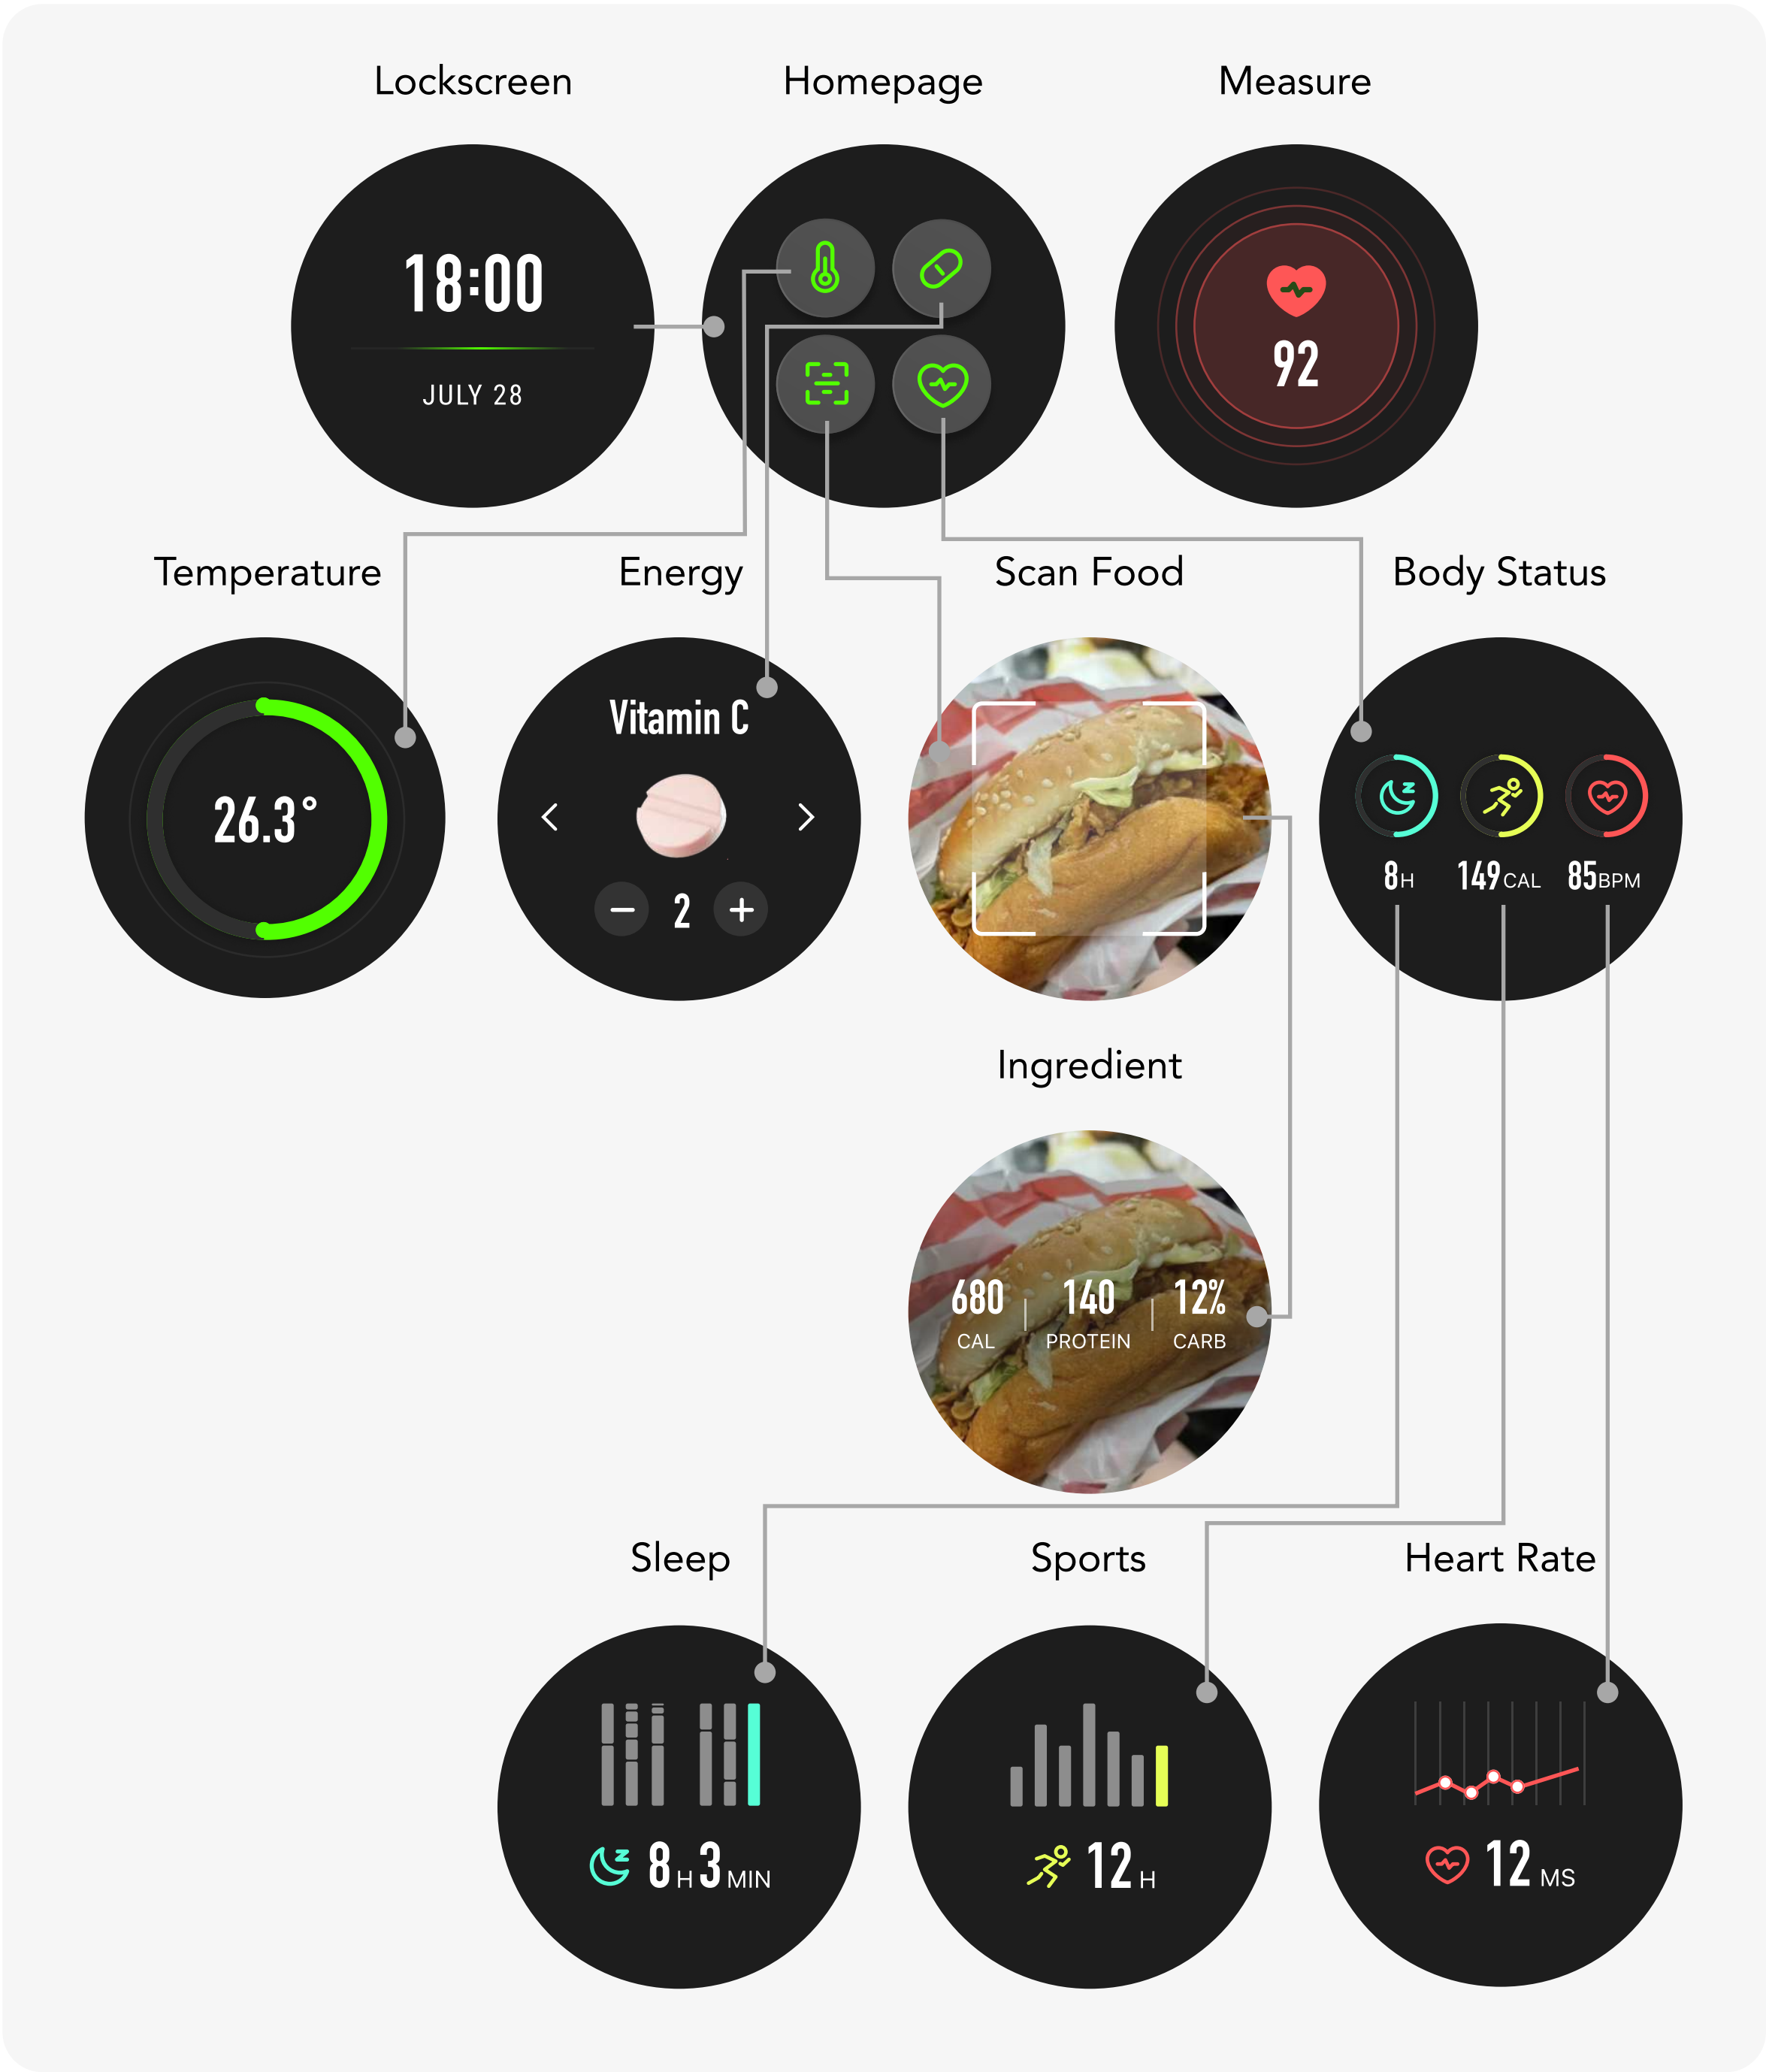 Lockscreen
Homepage
Measure
18:00
JULY 28
92
Temperature
Energy
Scan Food
Body Status
26.3°
Vitamin C
2
8H
149CAL
85BPM
Ingredient
680
CAL
140
PROTEIN
12%
CARB
Sleep
Sports
Heart Rate
8H3MIN
12H
12MS